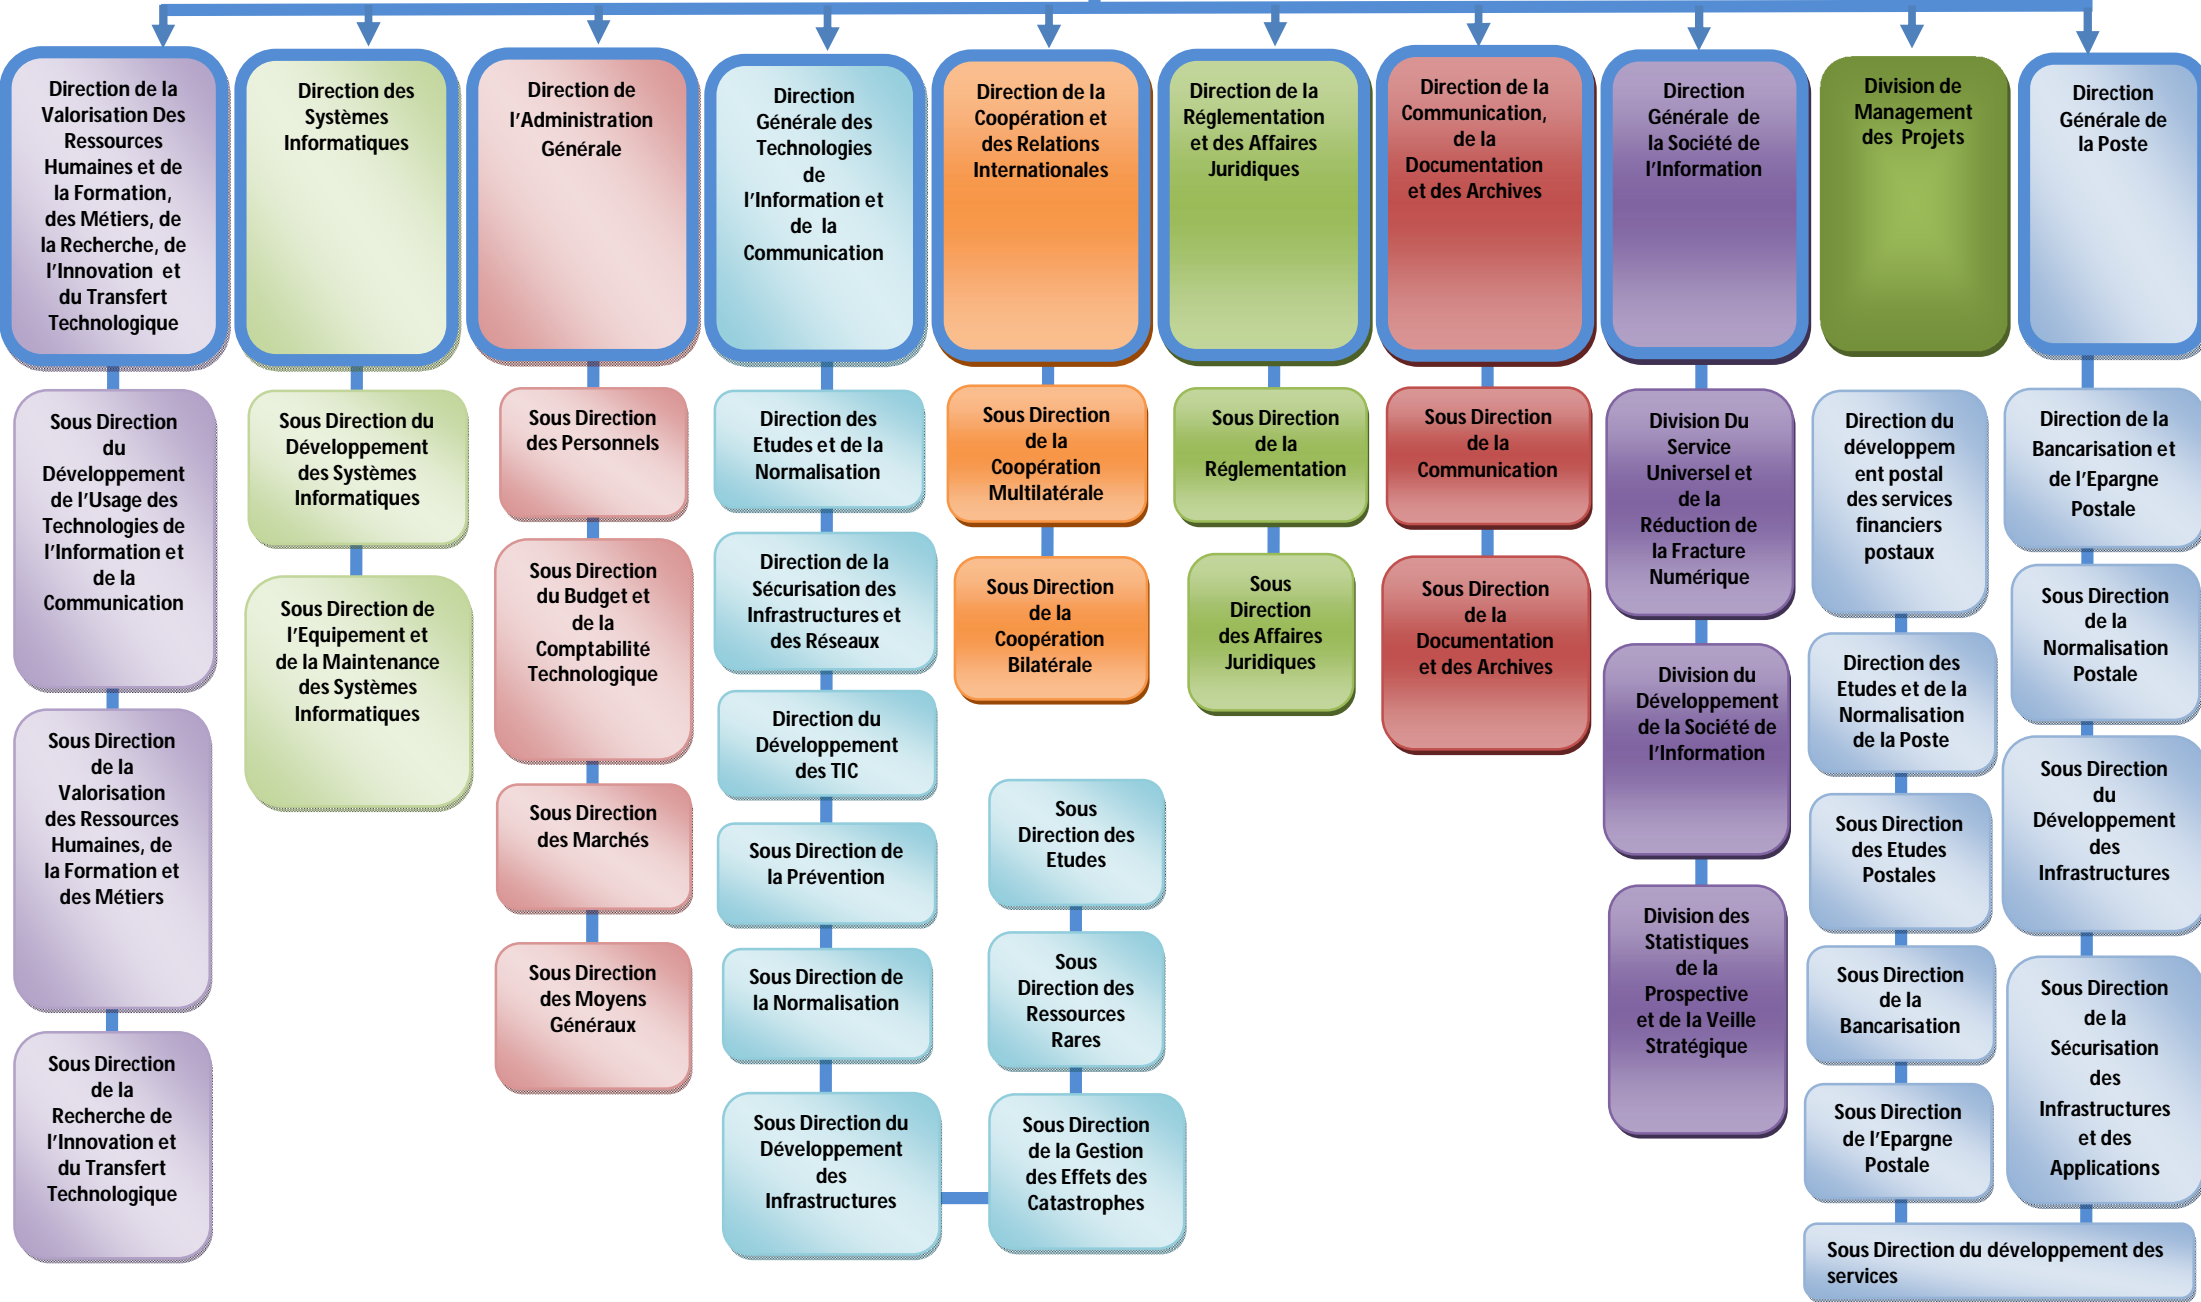 Direction de la
Valorisation Des
Ressources
Humaines et de
la Formation,
des Métiers, de
la Recherche, de
l'Innovation et
du Transfert
Technologique
Direction des
Systèmes
Informatiques
Direction de
l'Administration
Générale
Direction
Générale des
Technologies
de
l'Information et
de la
Communication
Direction de la
Coopération et
des Relations
Internationales
Direction de la
Réglementation
et des Affaires
Juridiques
Direction de la
Communication,
de la
Documentation
et des Archives
Direction
Générale de
la Société de
l'Information
Division de
Management
des Projets
Direction
Générale de
la Poste
Sous Direction
du
Développement
de l'Usage des
Technologies de
l'Information et
de la
Communication
Sous Direction
de la
Valorisation
des Ressources
Humaines, de
la Formation et
des Métiers
Sous Direction
de la
Recherche de
l'Innovation et
du Transfert
Technologique
Sous Direction du
Développement
des Systèmes
Informatiques
Sous Direction de
l'Equipement et
de la Maintenance
des Systèmes
Informatiques
Sous Direction
des Personnels
Sous Direction
du Budget et
de la
Comptabilité
Technologique
Sous Direction
des Marchés
Sous Direction
des Moyens
Généraux
Direction des
Etudes et de la
Normalisation
Direction de la
Sécurisation des
Infrastructures et
des Réseaux
Direction du
Développement
des TIC
Sous Direction de
la Prévention
Sous Direction de
la Normalisation
Sous Direction du
Développement
des
Infrastructures
Sous
Direction des
Etudes
Sous
Direction des
Ressources
Rares
Sous Direction
de la Gestion
des Effets des
Catastrophes
Sous Direction
de la
Coopération
Multilatérale
Sous Direction
de la
Coopération
Bilatérale
Sous Direction
de la
Réglementation
Sous
Direction
des Affaires
Juridiques
Sous Direction
de la
Communication
Sous Direction
de la
Documentation
et des Archives
Division Du
Service
Universel et
de la
Réduction de
la Fracture
Numérique
Division du
Développement
de la Société de
l'Information
Division des
Statistiques
de la
Prospective
et de la Veille
Stratégique
Direction du
développem
ent postal
des services
financiers
postaux
Direction des
Etudes et de la
Normalisation
de la Poste
Sous Direction
des Etudes
Postales
Sous Direction
de la
Bancarisation
Sous Direction
de l'Epargne
Postale
Direction de la
Bancarisation et
de l'Epargne
Postale
Sous Direction
de la
Normalisation
Postale
Sous Direction
du
Développement
des
Infrastructures
Sous Direction
de la
Sécurisation
des
Infrastructures
et des
Applications
Sous Direction du développement des
services